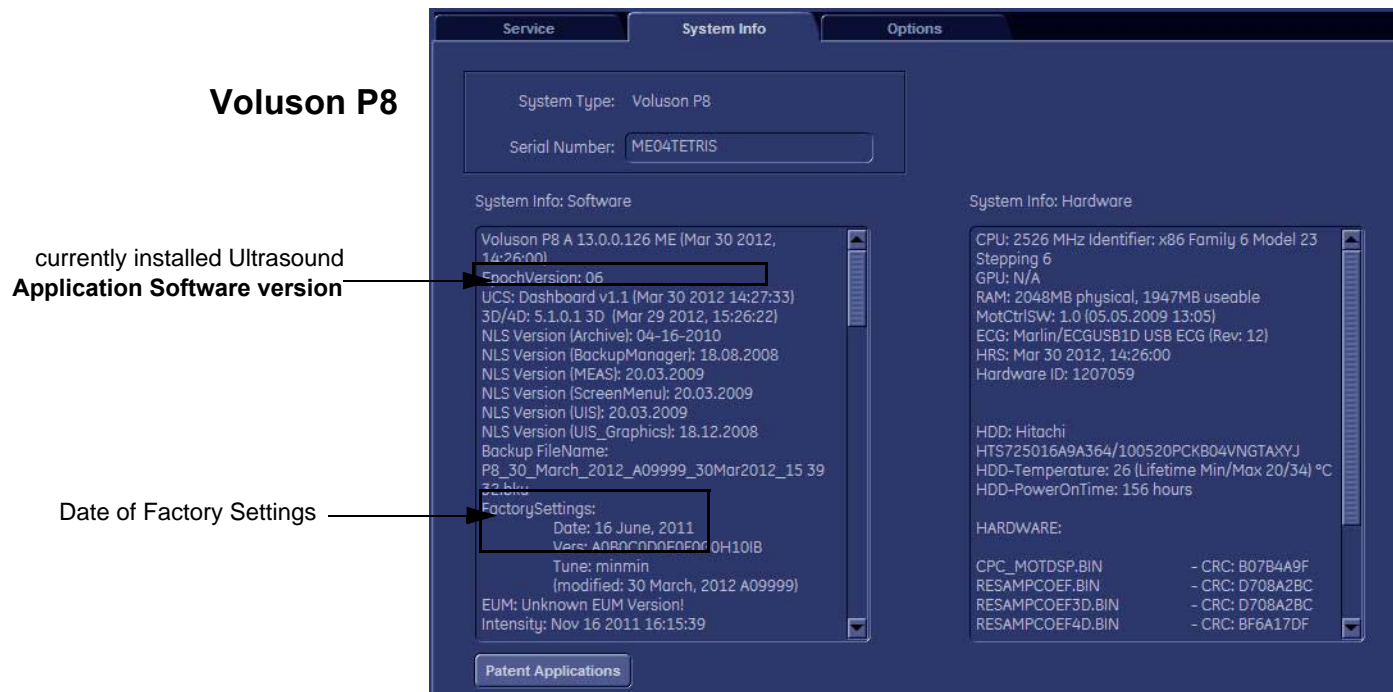 Service
System Info
Options
Voluson P8
System Type: Voluson P8
Serial Number: ME04TETRIS
System Info: Software
Voluson P8 A 13.0.0.126 ME (Mar 30 2012,
14:26:00)
EpochVersion: 06
UCS: Dashboard v1.1 (Mar 30 2012 14:27:33)
3D/4D: 5.1.0.1 3D (Mar 29 2012, 15:26:22)
NLS Version (Archive): 04-16-2010
NLS Version (BackupManager): 18.08.2008
NLS Version (MEAS): 20.03.2009
NLS Version (ScreenMenu): 20.03.2009
NLS Version (UIS): 20.03.2009
NLS Version (UIS_Graphics): 18.12.2008
Backup FileName:
P8_30_March_2012_A09999_30Mar2012_15 39
32.bku
FactorySettings:
Date: 16 June, 2011
Vers:
Tune: minmin
(modified: 30 March, 2012 A09999)
EUM: Unknown EUM Version!
Intensity: Nov 16 2011 16:15:39
System Info: Hardware
CPU: 2526 MHz Identifier: x86 Family 6 Model 23
Stepping 6
GPU: N/A
RAM: 2048MB physical, 1947MB useable
MotCtrlSW: 1.0 (05.05.2009 13:05)
ECG: Marlin/ECGUSB1D USB ECG (Rev: 12)
HRS: Mar 30 2012, 14:26:00
Hardware ID: 1207059
HDD: Hitachi
HTS725016A9A364/100520PCKB04VNGTAXYJ
HDD-Temperature: 26 (Lifetime Min/Max 20/34) °C
HDD-PowerOnTime: 156 hours
HARDWARE:
CPC_MOTDSP.BIN - CRC: B07B4A9F
RESAMPCOEF.BIN - CRC: D708A2BC
RESAMPCOEF3D.BIN - CRC: D708A2BC
RESAMPCOEF4D.BIN - CRC: BF6A17DF
currently installed Ultrasound
Application Software version
Date of Factory Settings
Patent Applications